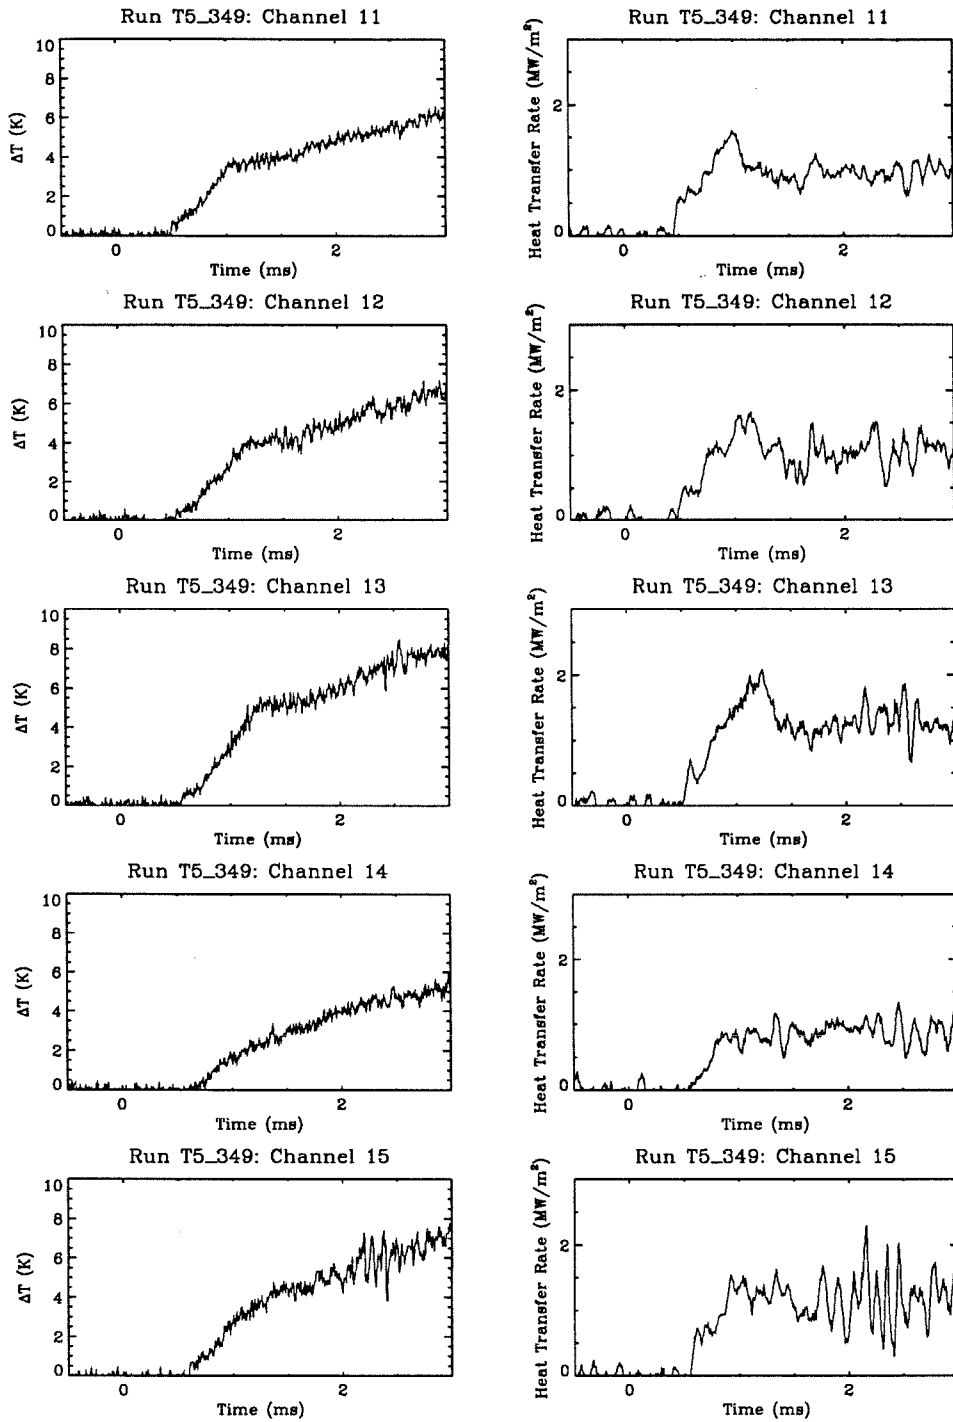 Run T5_349: Channel 11
Run T5_349: Channel 11
ΔT (K)
10
8
6
4
2
0
0
2
Time (ms)
Heat Transfer Rate (MW/m²)
2
0
0
2
Time (ms)
Run T5_349: Channel 12
Run T5_349: Channel 12
ΔT (K)
10
8
6
4
2
0
0
2
Time (ms)
Heat Transfer Rate (MW/m²)
2
0
0
2
Time (ms)
Run T5_349: Channel 13
Run T5_349: Channel 13
ΔT (K)
10
8
6
4
2
0
0
2
Time (ms)
Heat Transfer Rate (MW/m²)
2
0
0
2
Time (ms)
Run T5_349: Channel 14
Run T5_349: Channel 14
ΔT (K)
10
8
6
4
2
0
0
2
Time (ms)
Heat Transfer Rate (MW/m²)
2
0
0
2
Time (ms)
Run T5_349: Channel 15
Run T5_349: Channel 15
ΔT (K)
10
8
6
4
2
0
0
2
Time (ms)
Heat Transfer Rate (MW/m²)
2
0
0
2
Time (ms)